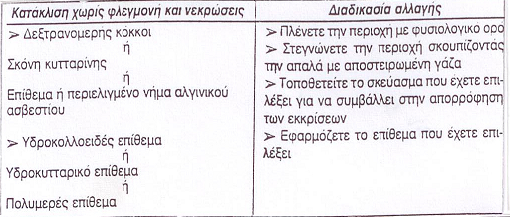 Κατάκλιση χωρίς φλεγμονή και νεκρώσεις
➤ Δεξτρανομερής κόκκοι
ή
Σκόνη κυτταρίνης
ή
Επίθεμα ή περιελιγμένο νήμα αλγινικού
ασβεστίου
➤ Υδροκολλοειδές επίθεμα
ή
Υδροκυτταρικό επίθεμα
ή
Πολυμερές επίθεμα
Διαδικασία αλλαγής
➤ Πλένετε την περιοχή με φυσιολογικο ορο
➤ Στεγνώνετε την περιοχή σκουπίζοντάς
την απαλά με αποστειρωμένη γάζα
➤ Τοποθετείτε το σκεύασμα που έχετε επι-
λέξει για να συμβάλλει στην απορρόφηση
των εκκρίσεων
➤ Εφαρμόζετε το επίθεμα που έχετε επι-
λέξει